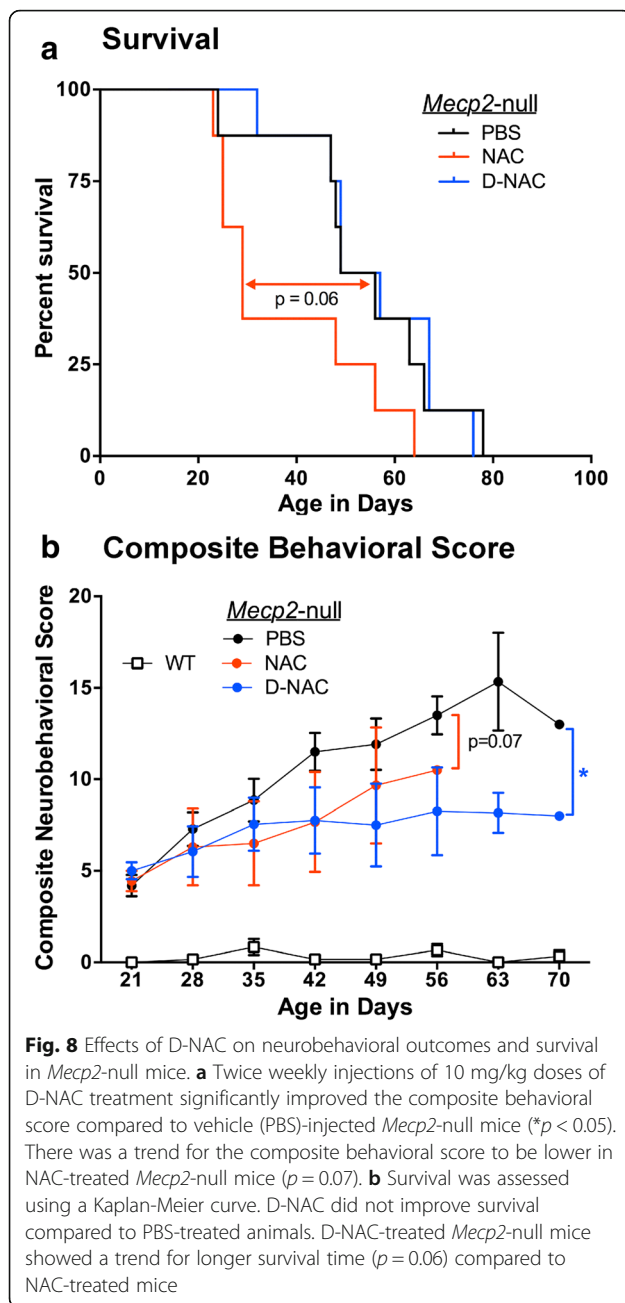 a Survival
Mecp2-null
PBS
NAC
D-NAC
Percent survival
100
75
50
25
0
p = 0.06
0 20 40 60 80 100
Age in Days
b Composite Behavioral Score
Mecp2-null
WT
PBS
NAC
D-NAC
Composite Neurobehavioral Score
20
15
10
5
0
p=0.07
*
21 28 35 42 49 56 63 70
Age in Days
Fig. 8 Effects of D-NAC on neurobehavioral outcomes and survival
in Mecp2-null mice. a Twice weekly injections of 10 mg/kg doses of
D-NAC treatment significantly improved the composite behavioral
score compared to vehicle (PBS)-injected Mecp2-null mice (*p < 0.05).
There was a trend for the composite behavioral score to be lower in
NAC-treated Mecp2-null mice (p = 0.07). b Survival was assessed
using a Kaplan-Meier curve. D-NAC did not improve survival
compared to PBS-treated animals. D-NAC-treated Mecp2-null mice
showed a trend for longer survival time (p = 0.06) compared to
NAC-treated mice